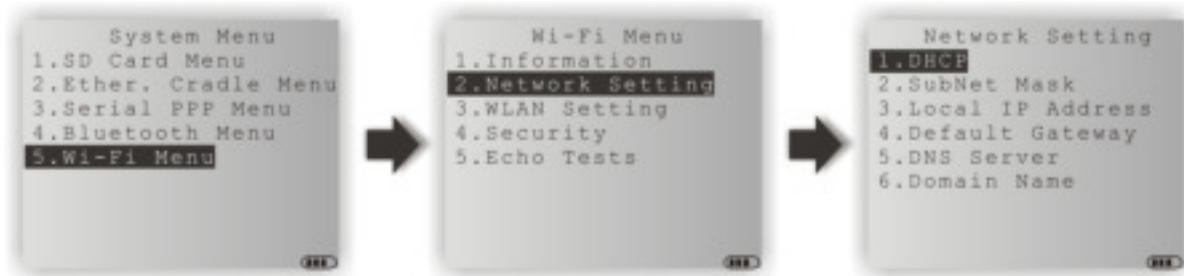 System Menu
1.SD Card Menu
2.Ether. Cradle Menu
3.Serial PPP Menu
4.Bluetooth Menu
5.Wi-Fi Menu
Wi-Fi Menu
1.Information
2.Network Setting
3.WLAN Setting
4.Security
5.Echo Tests
Network Setting
1.DHCP
2.SubNet Mask
3.Local IP Address
4.Default Gateway
5.DNS Server
6.Domain Name